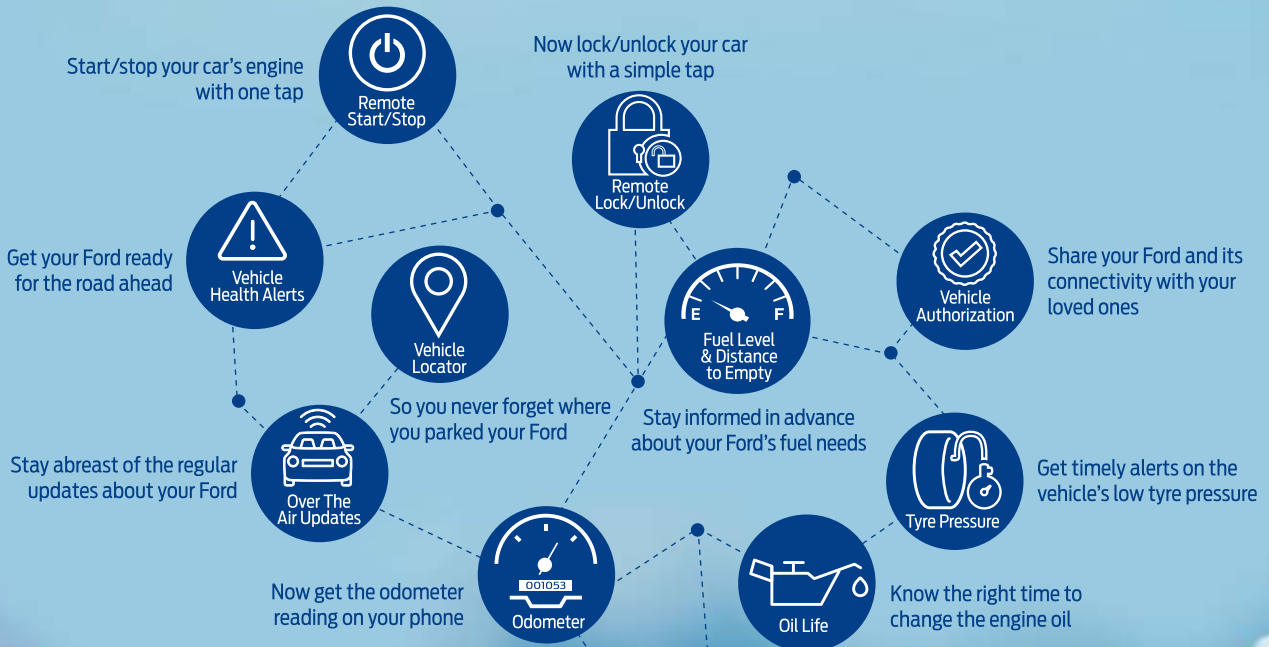 Start/stop your car's engine
with one tap
Remote
Start/Stop
Now lock/unlock your car
with a simple tap
Remote
Lock/Unlock
Get your Ford ready
for the road ahead
Vehicle
Health Alerts
Vehicle
Locator
So you never forget where
you parked your Ford
E
F
Fuel Level
& Distance
to Empty
Stay informed in advance
about your Ford's fuel needs
Vehicle
Authorization
Share your Ford and its
connectivity with your
loved ones
Stay abreast of the regular
updates about your Ford
Over The
Air Updates
Tyre Pressure
Get timely alerts on the
vehicle's low tyre pressure
Now get the odometer
reading on your phone
001053
Odometer
Oil Life
Know the right time to
change the engine oil